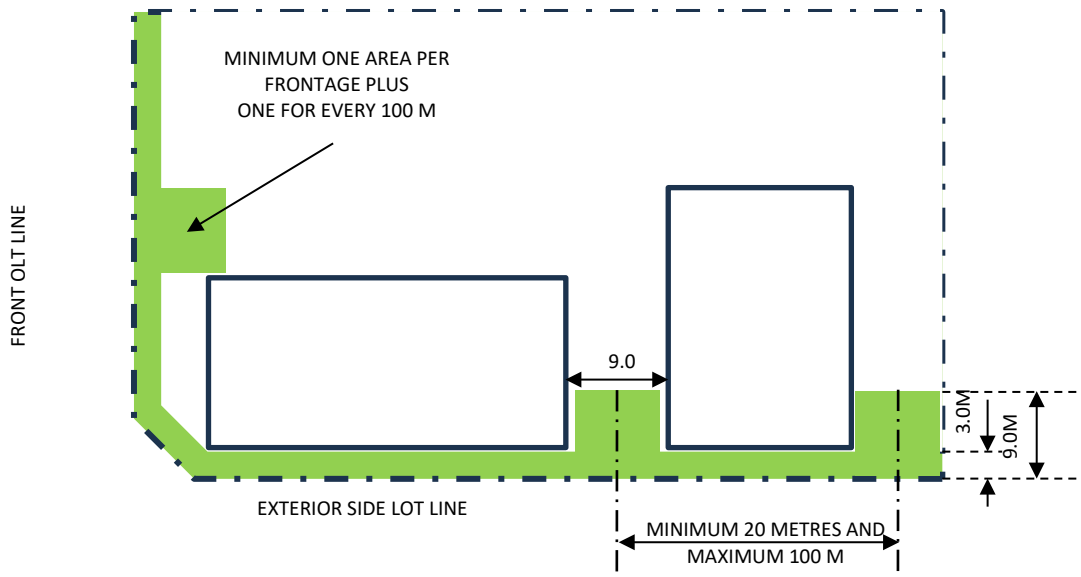 MINIMUM ONE AREA PER
FRONTAGE PLUS
ONE FOR EVERY 100 M
FRONT OLT LINE
9.0
3.0M
9.0M
EXTERIOR SIDE LOT LINE
MINIMUM 20 METRES AND
MAXIMUM 100 M